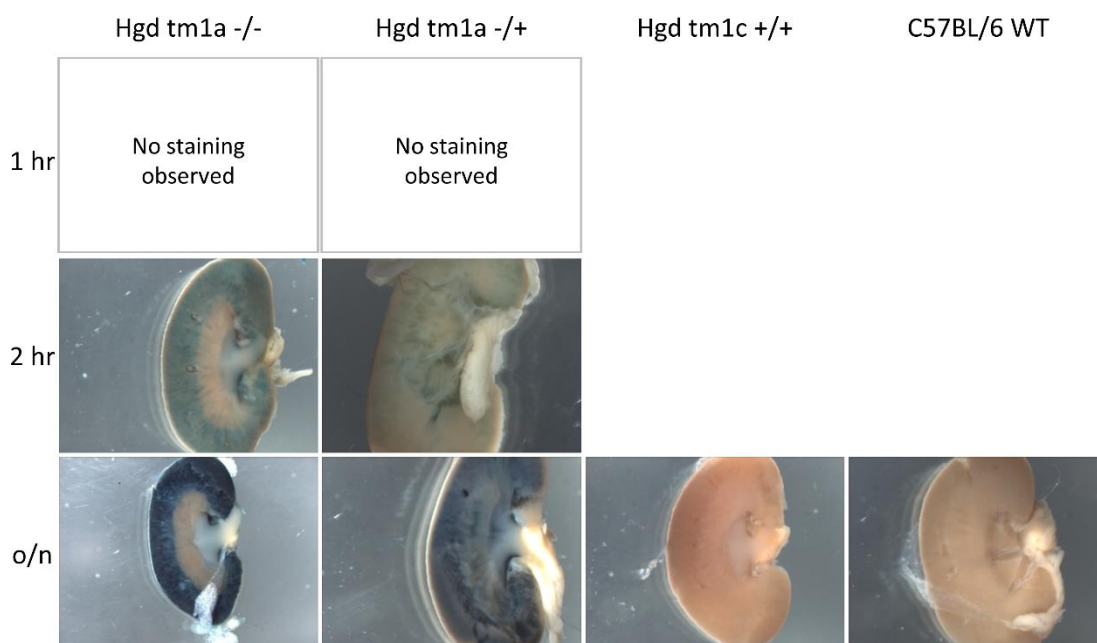 Hgd tm1a -/-
Hgd tm1a -/+
Hgd tm1c +/+
C57BL/6 WT
1 hr
No staining
observed
No staining
observed
2 hr
o/n